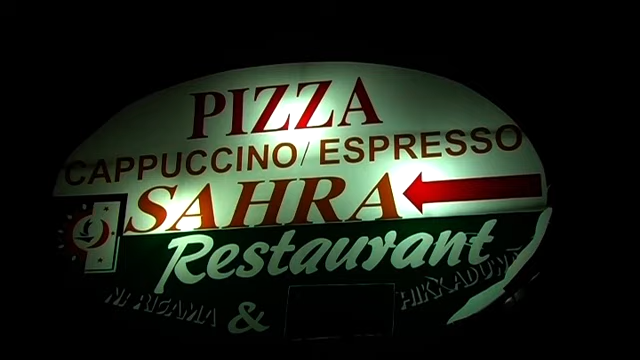 PIZZA
CAPPUCCINO/ESPRESSO
SAHRA
Restaurant
& HIKKADUWA